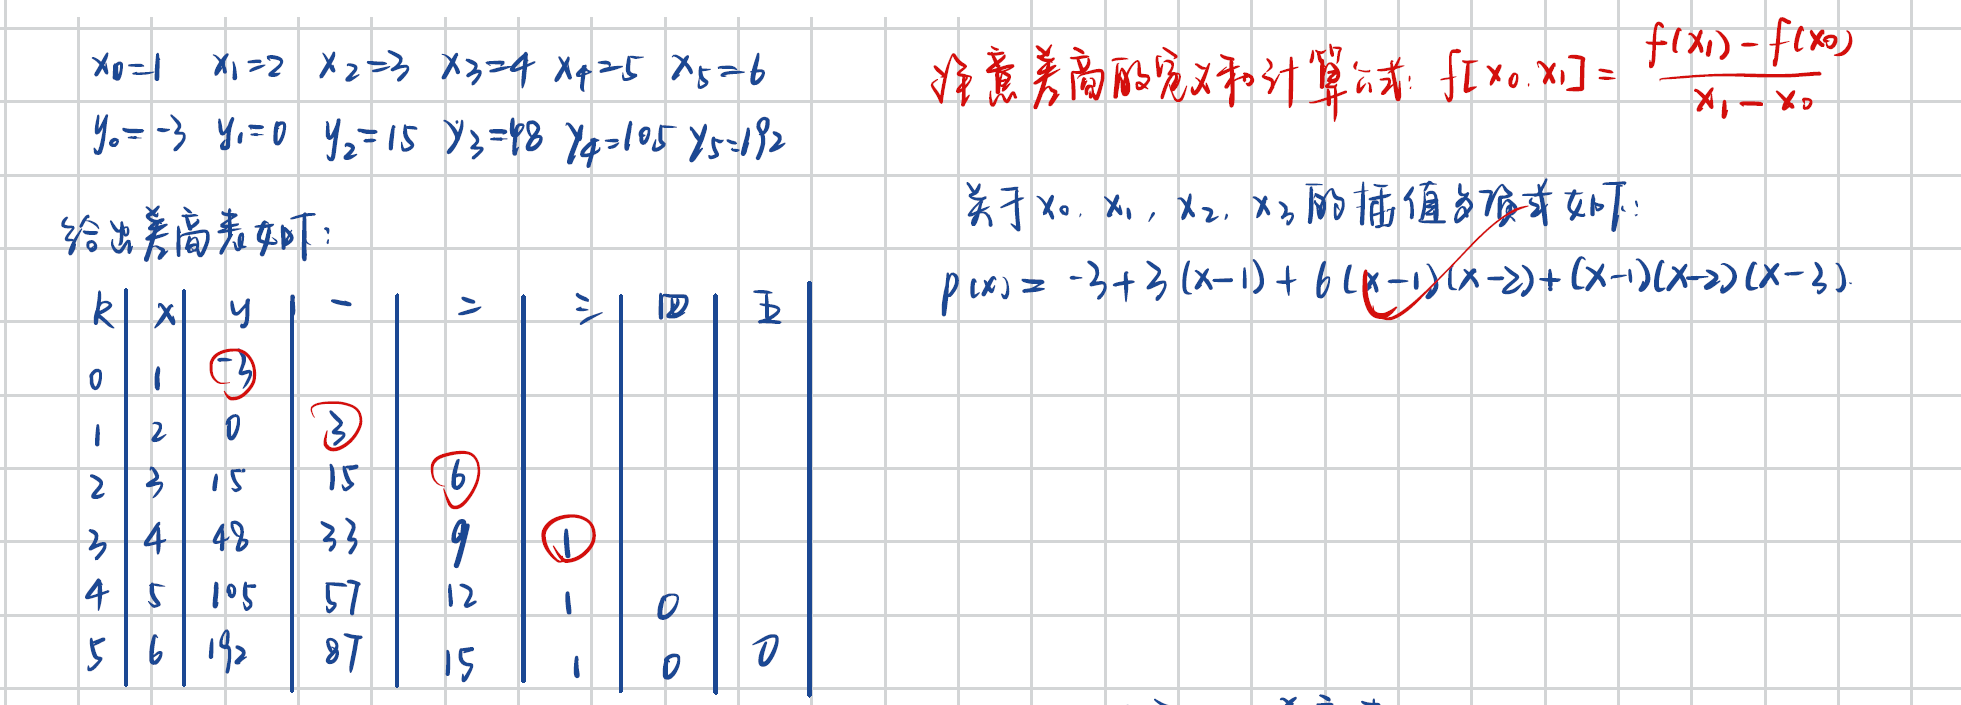 x₀=1 x₁=2 x₂=3 x₃=4 x₄=5 x₅=6
y₀=-3 y₁=0 y₂=15 y₃=48 y₄=105 y₅=192
给出差商表如下:
k x y 一 二 三 四 五
0 1 -3
1 2 0 3
2 3 15 15 6
3 4 48 33 9 1
4 5 105 57 12 1 0
5 6 192 87 15 1 0 0
注意差商的定义和计算公式: f[x₀,x₁] = (f(x₁)-f(x₀))/(x₁-x₀)
关于x₀, x₁, x₂, x₃的插值多项式如下:
p(x) = -3+3(x-1)+6(x-1)(x-2)+(x-1)(x-2)(x-3).